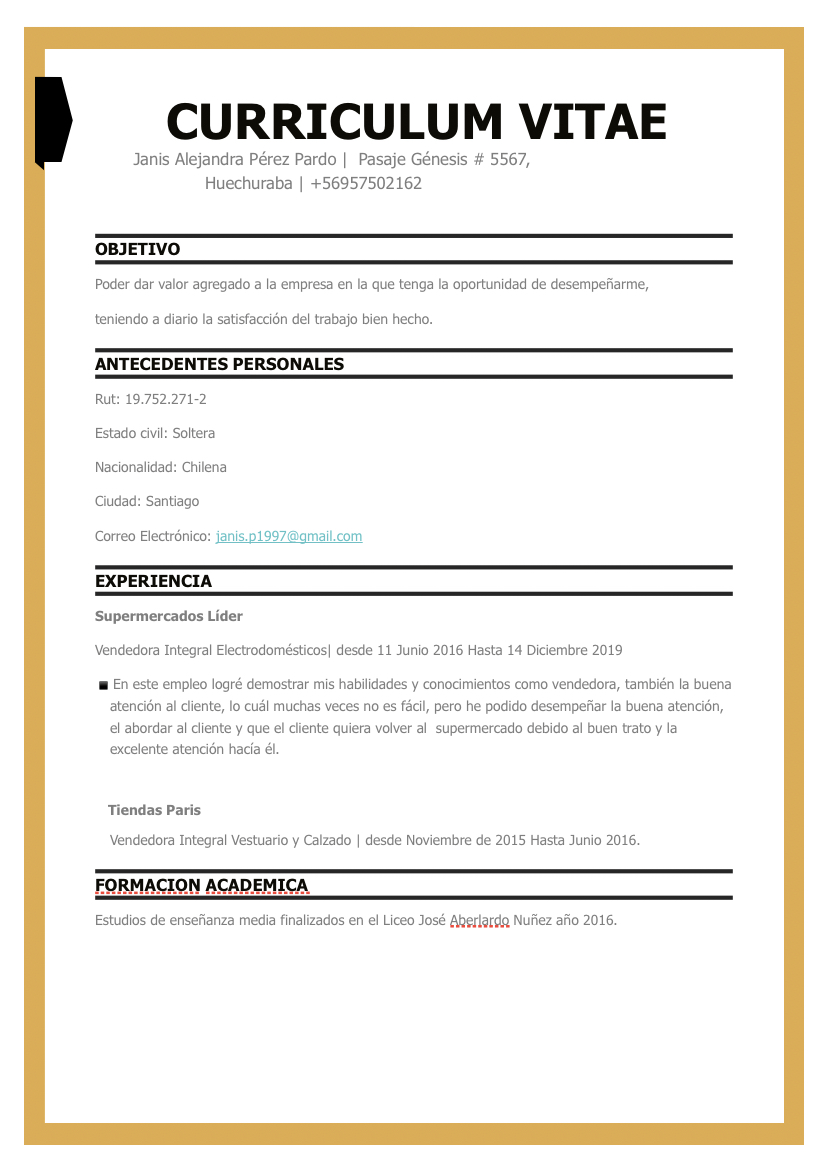 CURRICULUM VITAE
Janis Alejandra Pérez Pardo |  Pasaje Génesis # 5567,
Huechuraba | +56957502162
OBJETIVO
Poder dar valor agregado a la empresa en la que tenga la oportunidad de desempeñarme,
teniendo a diario la satisfacción del trabajo bien hecho.
ANTECEDENTES PERSONALES
Rut: 19.752.271-2
Estado civil: Soltera
Nacionalidad: Chilena
Ciudad: Santiago
Correo Electrónico: janis.p1997@gmail.com
EXPERIENCIA
Supermercados Líder
Vendedora Integral Electrodomésticos| desde 11 Junio 2016 Hasta 14 Diciembre 2019
En este empleo logré demostrar mis habilidades y conocimientos como vendedora, también la buena
atención al cliente, lo cuál muchas veces no es fácil, pero he podido desempeñar la buena atención,
el abordar al cliente y que el cliente quiera volver al  supermercado debido al buen trato y la
excelente atención hacía él.
Tiendas Paris
Vendedora Integral Vestuario y Calzado | desde Noviembre de 2015 Hasta Junio 2016.
FORMACION ACADEMICA
Estudios de enseñanza media finalizados en el Liceo José Aberlardo Nuñez año 2016.